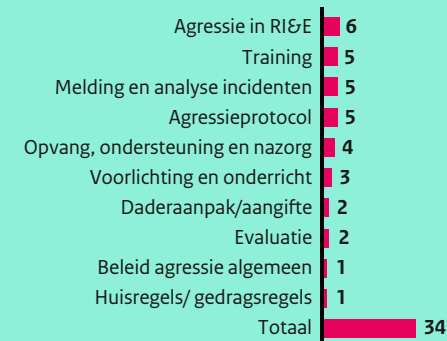 Agressie in RI&E 6
Training 5
Melding en analyse incidenten 5
Agressieprotocol 5
Opvang, ondersteuning en nazorg 4
Voorlichting en onderricht 3
Daderaanpak/aangifte 2
Evaluatie 2
Beleid agressie algemeen 1
Huisregels/ gedragsregels 1
Totaal 34